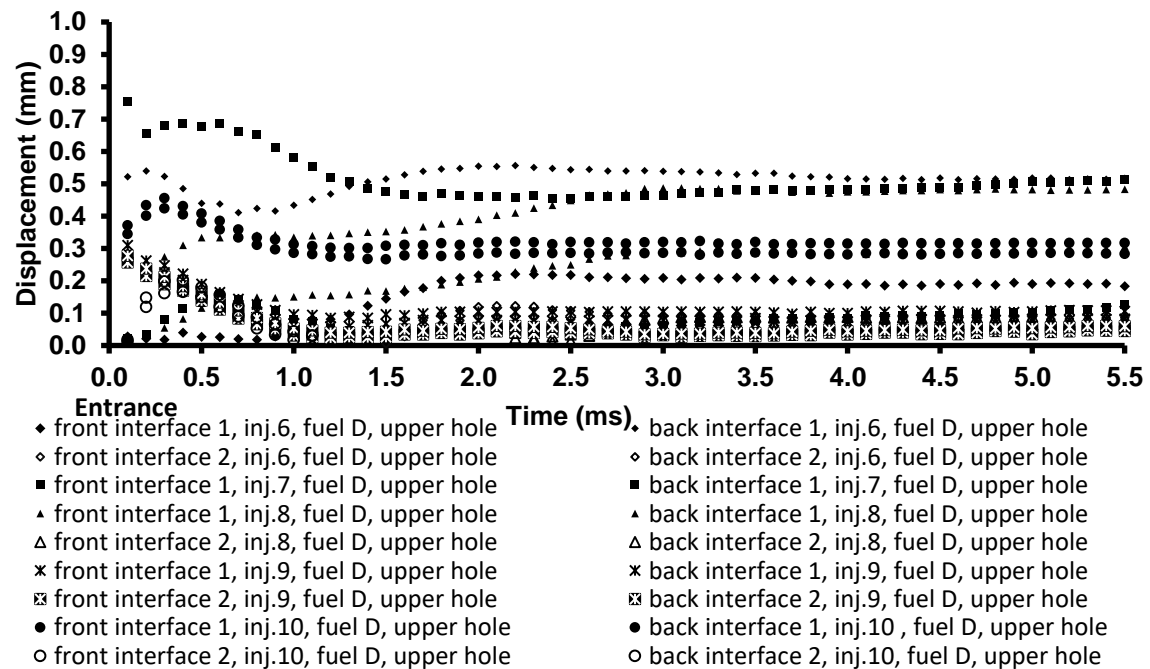 1.0
0.9
0.8
0.7
0.6
0.5
0.4
0.3
0.2
0.1
0.0
Displacement (mm)
0.0 0.5 1.0 1.5 2.0 2.5 3.0 3.5 4.0 4.5 5.0 5.5
Entrance
Time (ms)
front interface 1, inj.6, fuel D, upper hole back interface 1, inj.6, fuel D, upper hole
front interface 2, inj.6, fuel D, upper hole back interface 2, inj.6, fuel D, upper hole
front interface 1, inj.7, fuel D, upper hole back interface 1, inj.7, fuel D, upper hole
front interface 1, inj.8, fuel D, upper hole back interface 1, inj.8, fuel D, upper hole
front interface 2, inj.8, fuel D, upper hole back interface 2, inj.8, fuel D, upper hole
front interface 1, inj.9, fuel D, upper hole back interface 1, inj.9, fuel D, upper hole
front interface 2, inj.9, fuel D, upper hole back interface 2, inj.9, fuel D, upper hole
front interface 1, inj.10, fuel D, upper hole back interface 1, inj.10 , fuel D, upper hole
front interface 2, inj.10, fuel D, upper hole back interface 2, inj.10, fuel D, upper hole